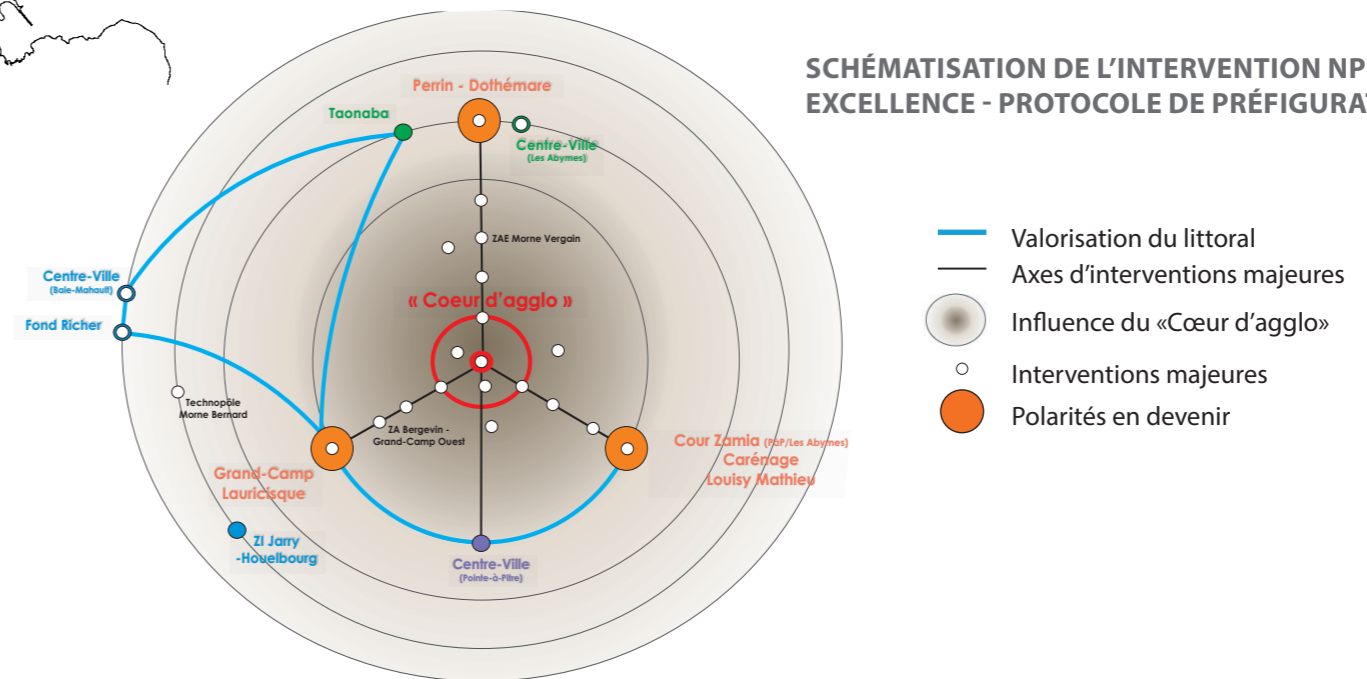 SCHÉMATISATION DE L'INTERVENTION NP
EXCELLENCE - PROTOCOLE DE PRÉFIGURAT
Perrin - Dothémare
Taonaba
Centre-Ville
(Les Abymes)
ZAE Morne Vergain
Centre-Ville
(Baie-Mahault)
« Coeur d'agglo »
Fond Richer
Technopôle
Morne Bernard
ZA Bergevin -
Grand-Camp Ouest
Grand-Camp
Lauricisque
Cour Zamia (PàP/Les Abymes)
Carénage
Louisy Mathieu
ZI Jarry
-Houelbourg
Centre-Ville
(Pointe-à-Pitre)
Valorisation du littoral
Axes d'interventions majeures
Influence du «Cœur d'agglo»
Interventions majeures
Polarités en devenir